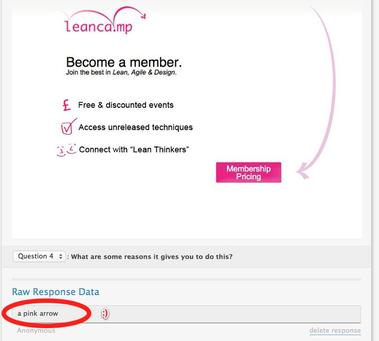 leanca.mp
Become a member.
Join the best in Lean, Agile & Design.
£ Free & discounted events
Access unreleased techniques
Connect with "Lean Thinkers"
Membership
Pricing
Question 4 : What are some reasons it gives you to do this?
Raw Response Data
a pink arrow :)
Anonymous
delete response